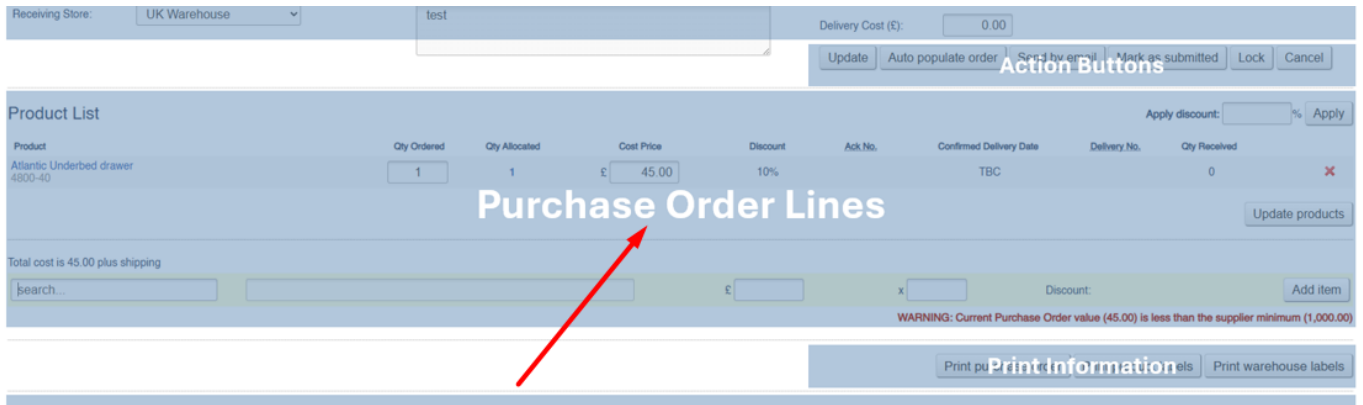 Receiving Store: UK Warehouse test
Delivery Cost (£): 0.00
Update Auto populate order Send by email Mark as submitted Lock Cancel
Action Buttons
Product List Apply discount: % Apply
Product Qty Ordered Qty Allocated Cost Price Discount Ack No. Confirmed Delivery Date Delivery No. Qty Received
Atlantic Underbed drawer
4800-40
1 1 £ 45.00 10% TBC 0
Purchase Order Lines
Update products
Total cost is 45.00 plus shipping
search... £ x Discount: Add item
WARNING: Current Purchase Order value (45.00) is less than the supplier minimum (1,000.00)
Print Print warehouse labels
Print Information